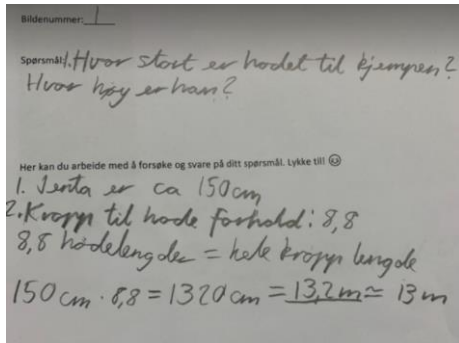 Bildenummer: 1
Spørsmål: 1. Hvor stort er hodet til kjempen?
Hvor høy er han?
Her kan du arbeide med å forsøke og svare på ditt spørsmål. Lykke til! ☺
1. Jenta er ca 150cm
2. Kropp til hode forhold: 8,8
8,8 hodelengder = hele kropps lengde
150 cm · 8,8 = 1320 cm = 13,2 m ≈ 13 m